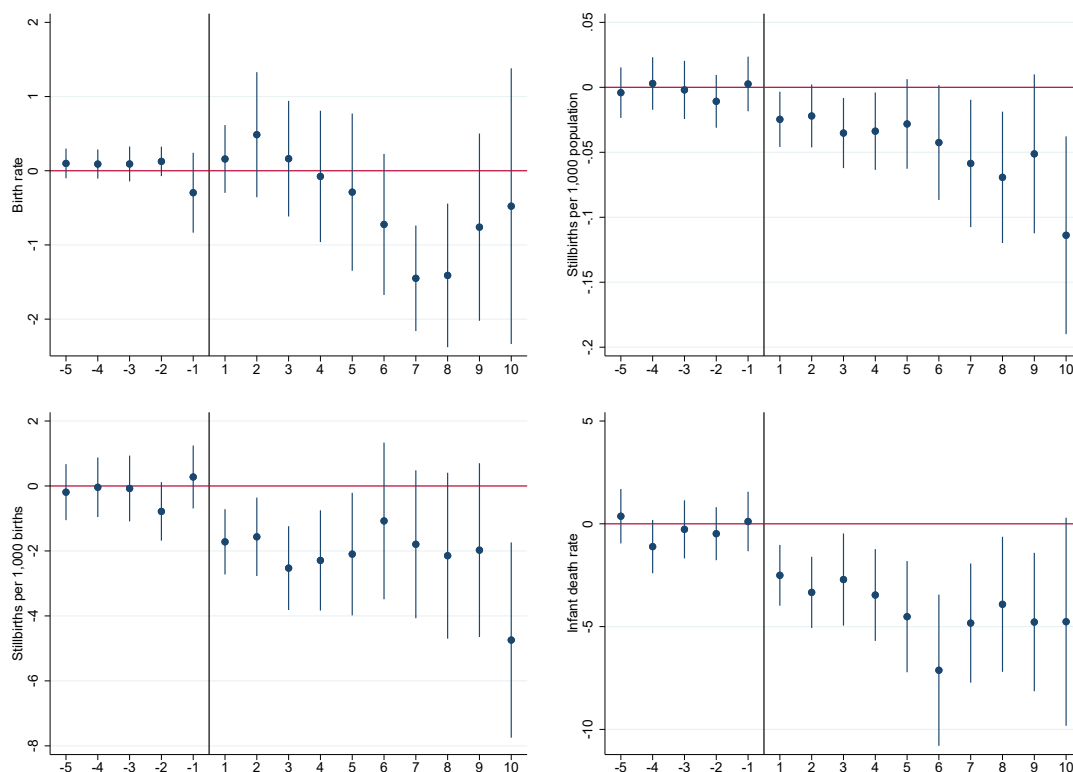 Birth rate
2
1
0
-1
-2
-5 -4 -3 -2 -1 1 2 3 4 5 6 7 8 9 10
Stillbirths per 1,000 population
.05
0
-.05
-.1
-.15
-.2
-5 -4 -3 -2 -1 1 2 3 4 5 6 7 8 9 10
Stillbirths per 1,000 births
2
0
-2
-4
-6
-8
-5 -4 -3 -2 -1 1 2 3 4 5 6 7 8 9 10
Infant death rate
5
0
-5
-10
-5 -4 -3 -2 -1 1 2 3 4 5 6 7 8 9 10